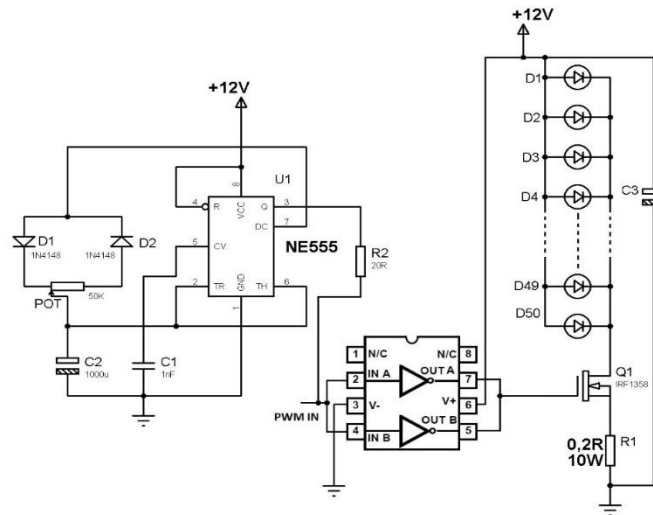 +12V
+12V
D1
D2
D3
D4
D49
D50
C3
U1
4
R
8
VCC
Q
3
DC
7
5
CV
NE555
2
TR
GND
1
TH
6
R2
20R
D1
1N4148
D2
1N4148
POT
50K
C2
1000u
C1
1nF
PWM IN
1
N/C
N/C
8
2
IN A
OUT A
7
3
V-
V+
6
4
IN B
OUT B
5
Q1
IRF1358
0,2R
10W
R1